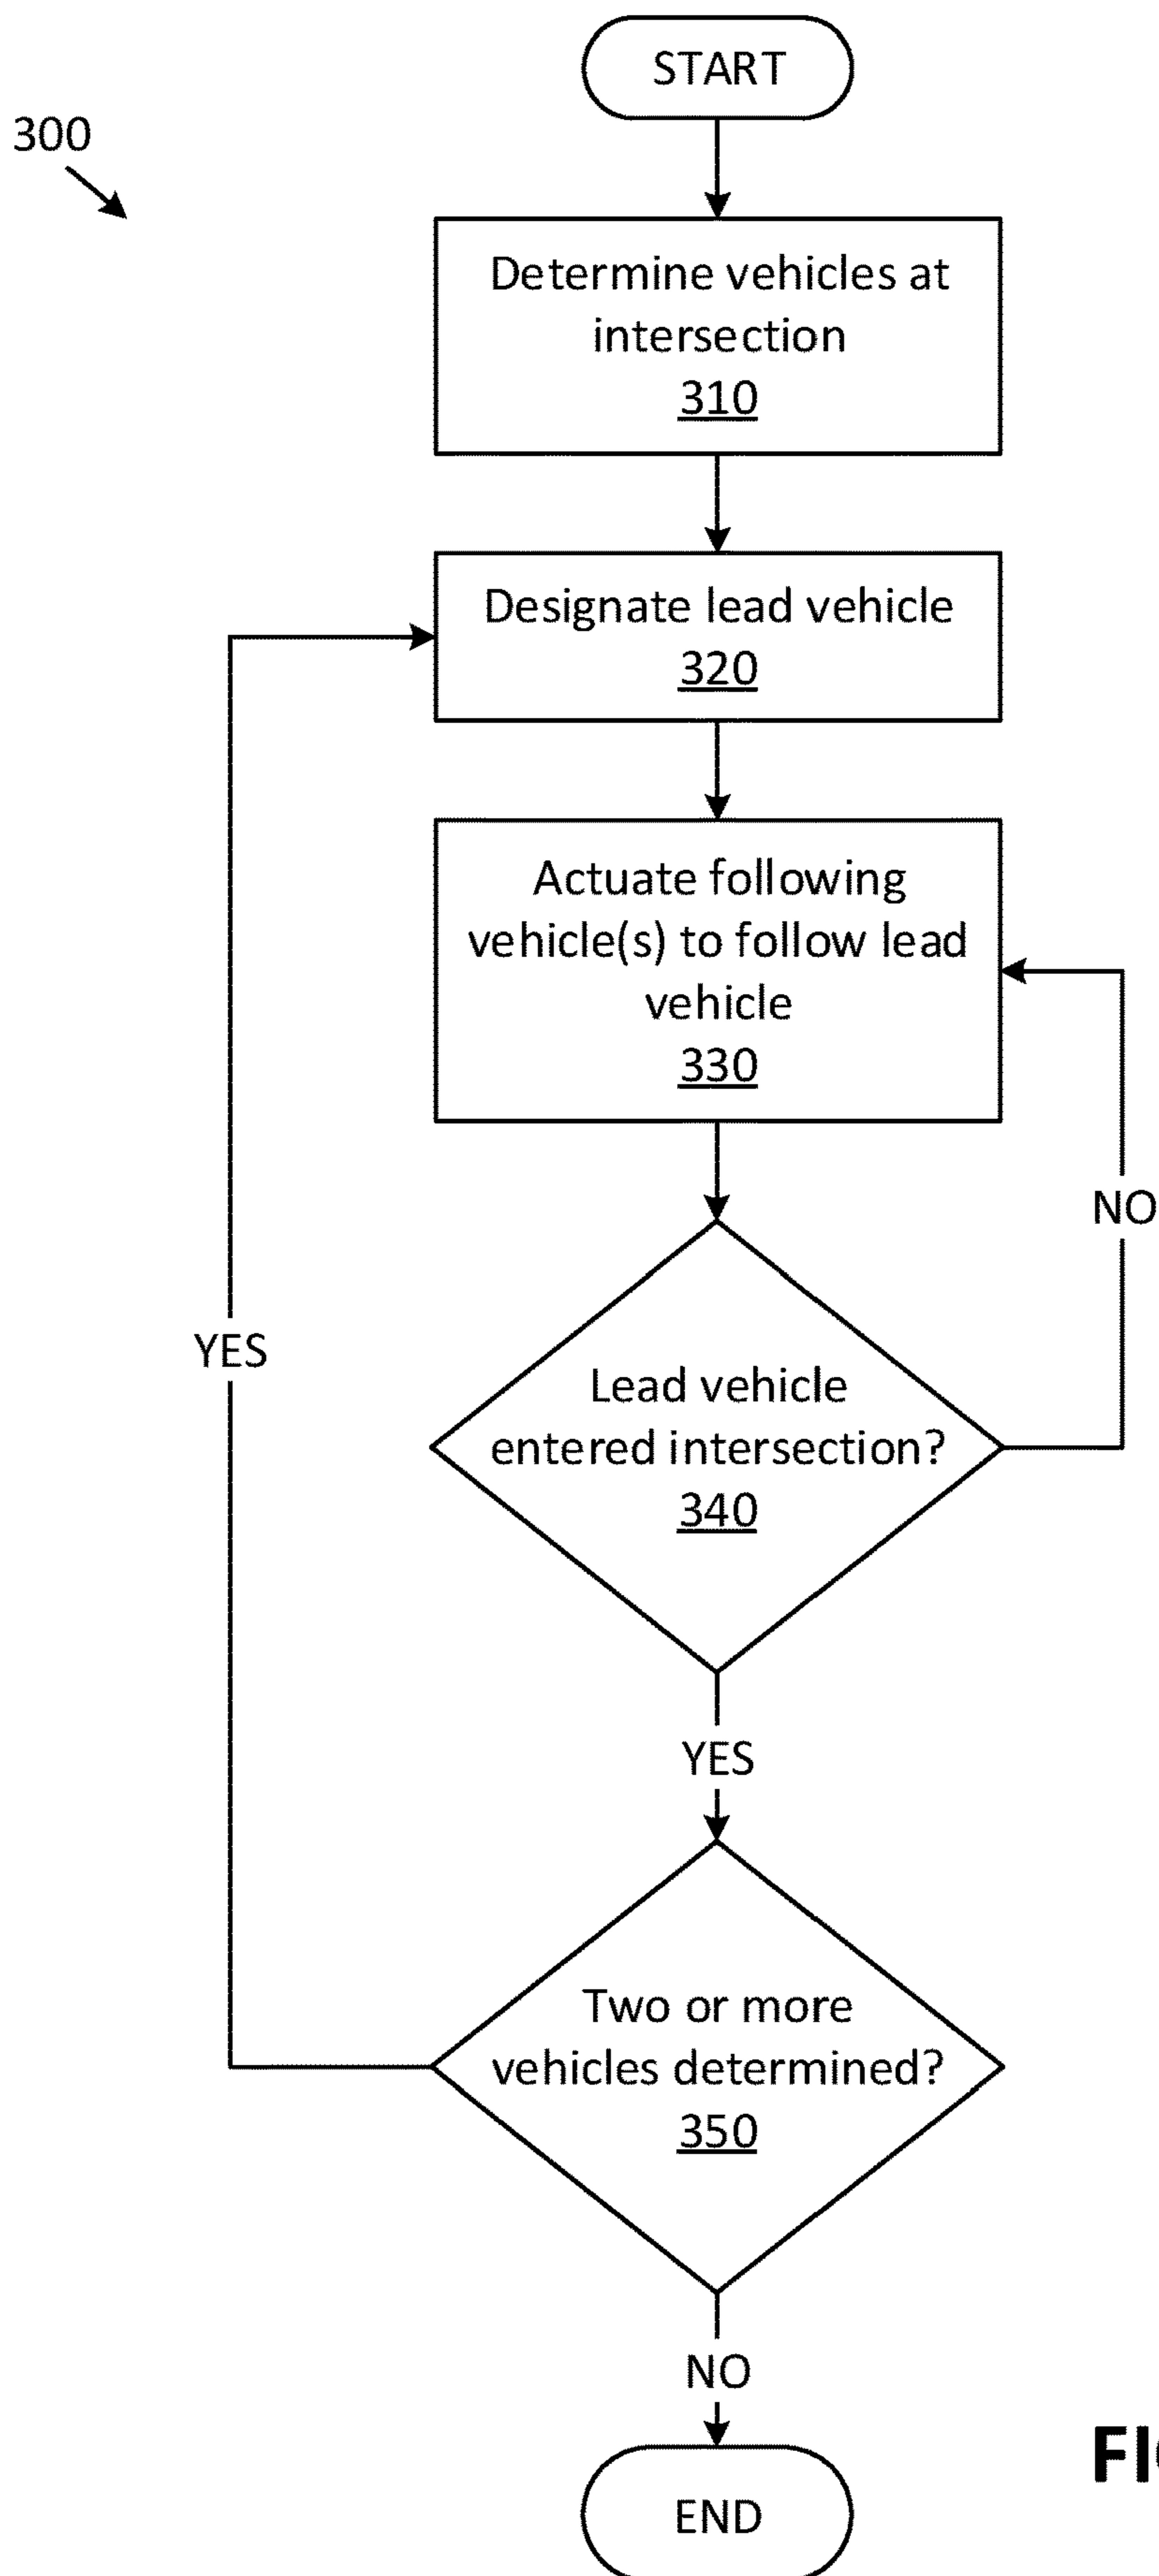 START
300
Determine vehicles at
intersection
310
Designate lead vehicle
320
Actuate following
vehicle(s) to follow lead
vehicle
330
NO
YES
Lead vehicle
entered intersection?
340
YES
Two or more
vehicles determined?
350
NO
END